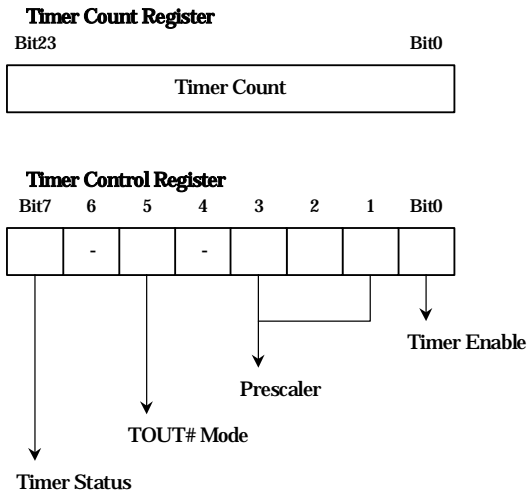 Timer Count Register
Bit23 Bit0
Timer Count
Timer Control Register
Bit7 6 5 4 3 2 1 Bit0
- -
Timer Enable
Prescaler
TOUT# Mode
Timer Status